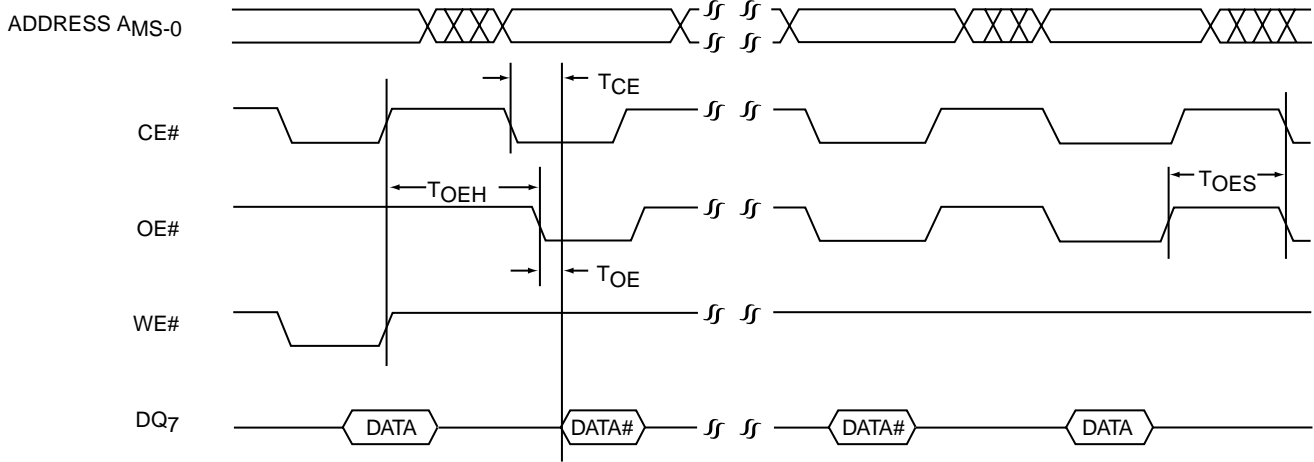 ADDRESS AMS-0
TCE
CE#
TOEH
TOES
OE#
TOE
WE#
DQ7
DATA
DATA#
DATA#
DATA